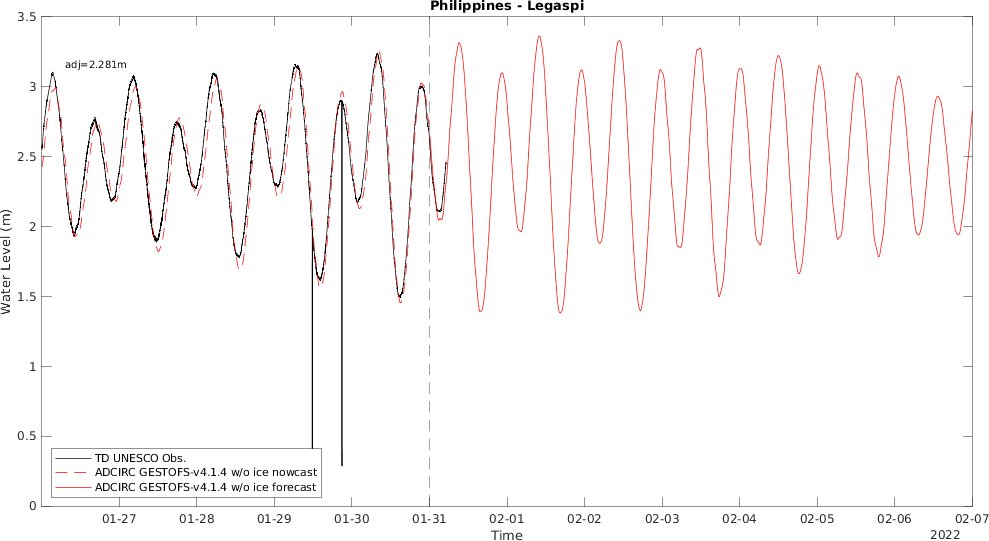 Philippines - Legaspi
adj=2.281m
Water Level (m)
3.5
3
2.5
2
1.5
1
0.5
0
TD UNESCO Obs.
ADCIRC GESTOFS-v4.1.4 w/o ice nowcast
ADCIRC GESTOFS-v4.1.4 w/o ice forecast
01-27 01-28 01-29 01-30 01-31 02-01 02-02 02-03 02-04 02-05 02-06 02-07
Time
2022